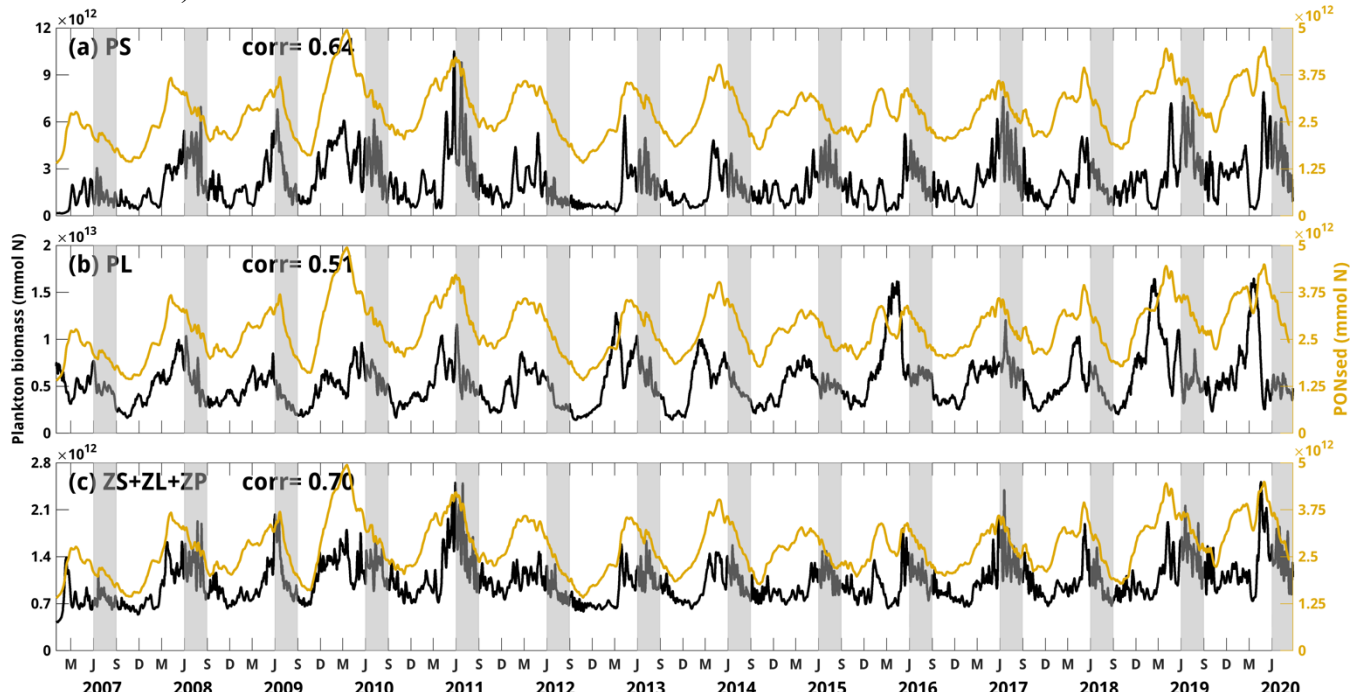 ×10¹² ×10¹²
12 9 6 3 0
(a) PS corr= 0.64
5 3.75 2.5 1.25 0
×10¹³ ×10¹²
2 1.5 1 0.5 0
(b) PL corr= 0.51
5 3.75 2.5 1.25 0
Plankton biomass (mmol N)
PONsed (mmol N)
×10¹² ×10¹²
2.8 2.1 1.4 0.7 0
(c) ZS+ZL+ZP corr= 0.70
5 3.75 2.5 1.25 0
M J S D M J S D M J S D M J S D M J S D M J S D M J S D M J S D M J S D M J S D M J S D M J S D M J S D M J
2007 2008 2009 2010 2011 2012 2013 2014 2015 2016 2017 2018 2019 2020